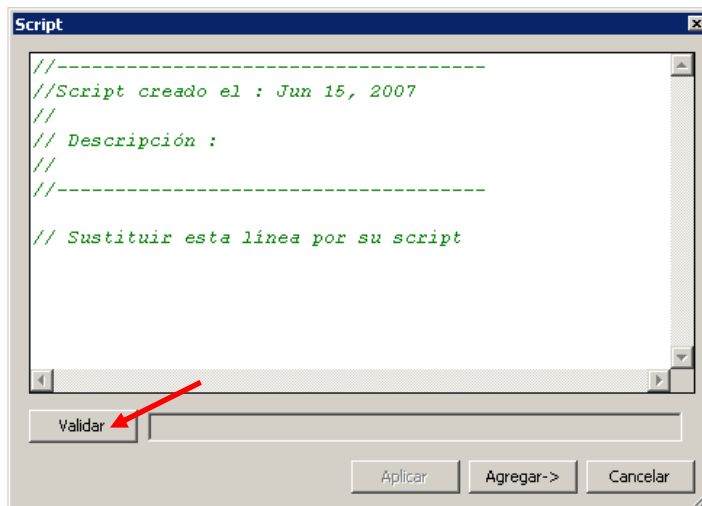 Script
//-------------------------------------
//Script creado el : Jun 15, 2007
//
// Descripción :
//
//-------------------------------------
// Sustituir esta línea por su script
Validar
Aplicar
Agregar->
Cancelar